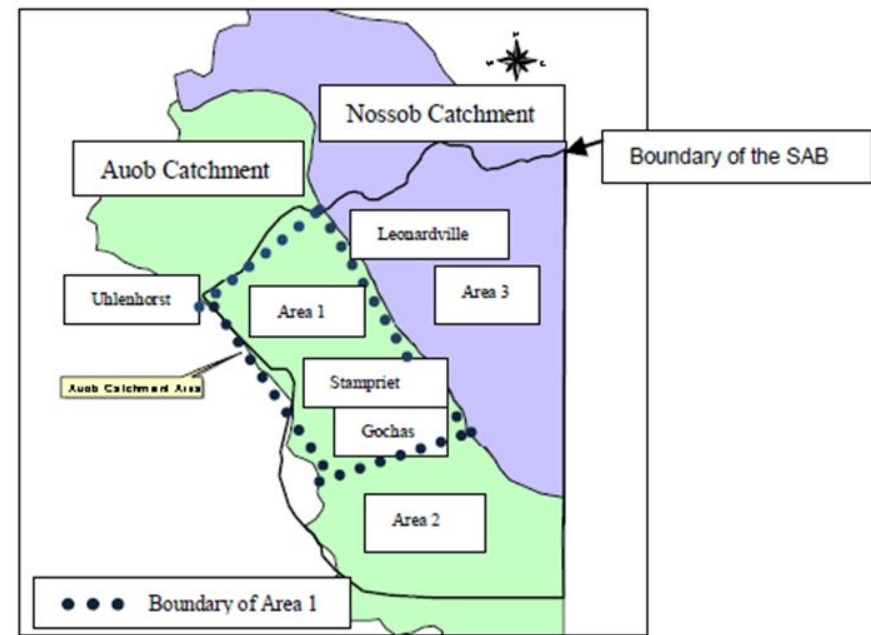 N
W
E
Nossob Catchment
Auob Catchment
Boundary of the SAB
Leonardville
Uhlenhorst
Area 1
Area 3
Auob Catchment Area
Stampriet
Gochas
Area 2
Boundary of Area 1